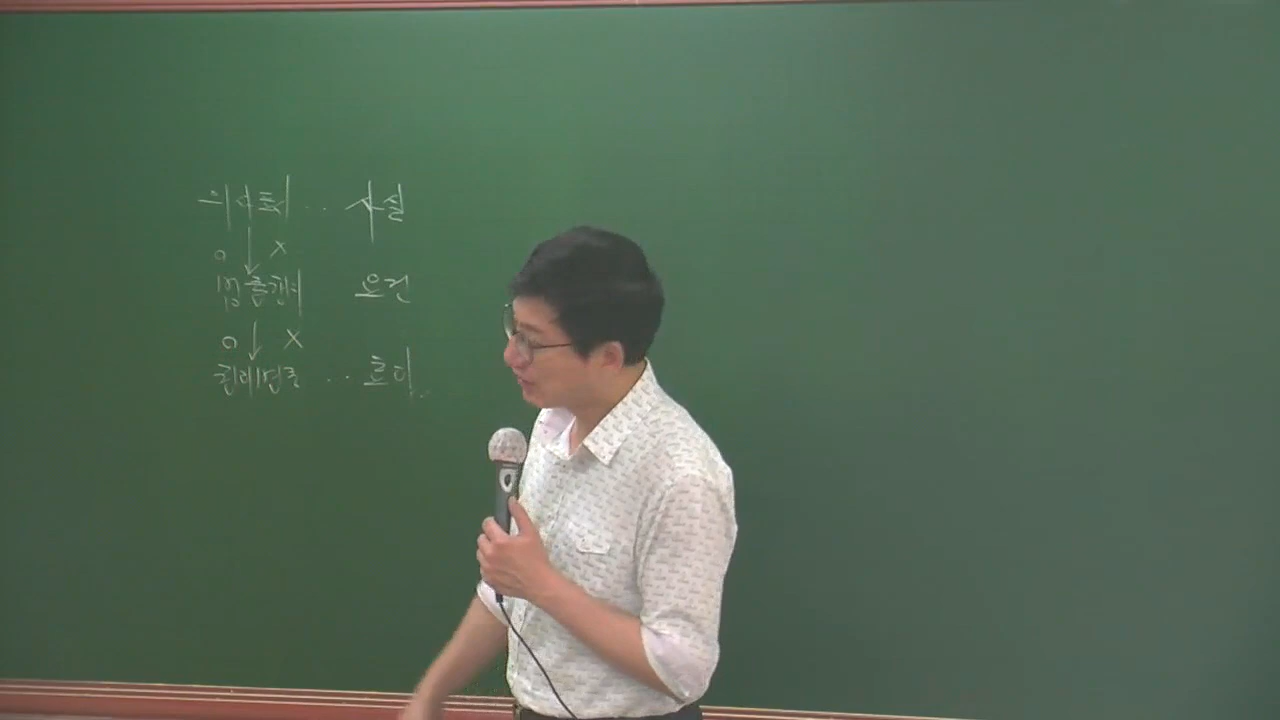 의사표시 ... 사실
o ↓ x
법률행위 요건
o ↓ x
권리변동 ... 효과